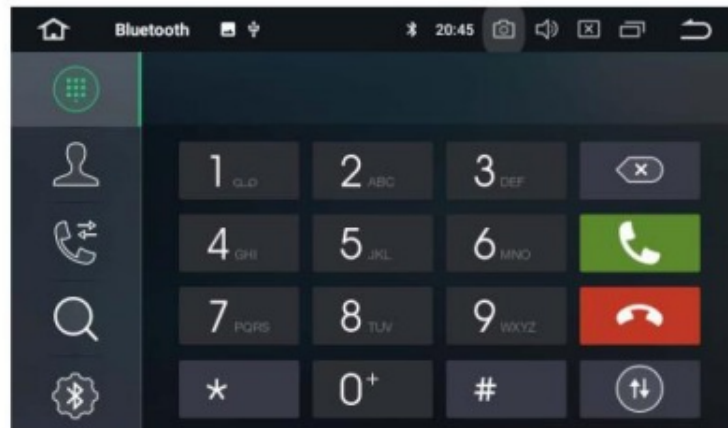 Bluetooth 20:45
1 2 ABC 3 DEF
4 GHI 5 JKL 6 MNO
7 PQRS 8 TUV 9 WXYZ
* 0+ #